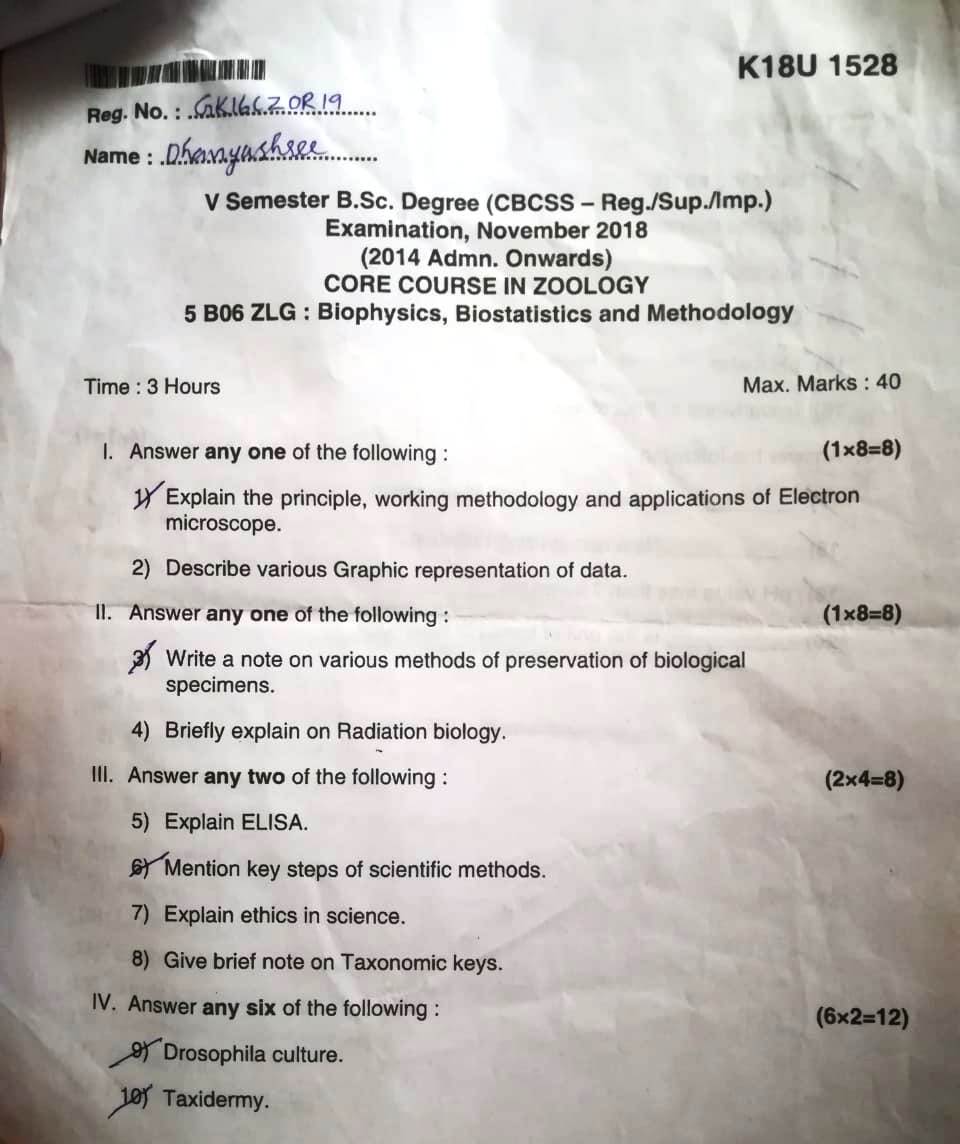 K18U 1528
Reg. No. : GK16CZOR19
Name : Dhanyashree
V Semester B.Sc. Degree (CBCSS – Reg./Sup./Imp.)
Examination, November 2018
(2014 Admn. Onwards)
CORE COURSE IN ZOOLOGY
5 B06 ZLG : Biophysics, Biostatistics and Methodology
Time : 3 Hours Max. Marks : 40
I. Answer any one of the following : (1×8=8)
1) Explain the principle, working methodology and applications of Electron
microscope.
2) Describe various Graphic representation of data.
II. Answer any one of the following : (1×8=8)
3) Write a note on various methods of preservation of biological
specimens.
4) Briefly explain on Radiation biology.
III. Answer any two of the following : (2×4=8)
5) Explain ELISA.
6) Mention key steps of scientific methods.
7) Explain ethics in science.
8) Give brief note on Taxonomic keys.
IV. Answer any six of the following : (6×2=12)
9) Drosophila culture.
10) Taxidermy.